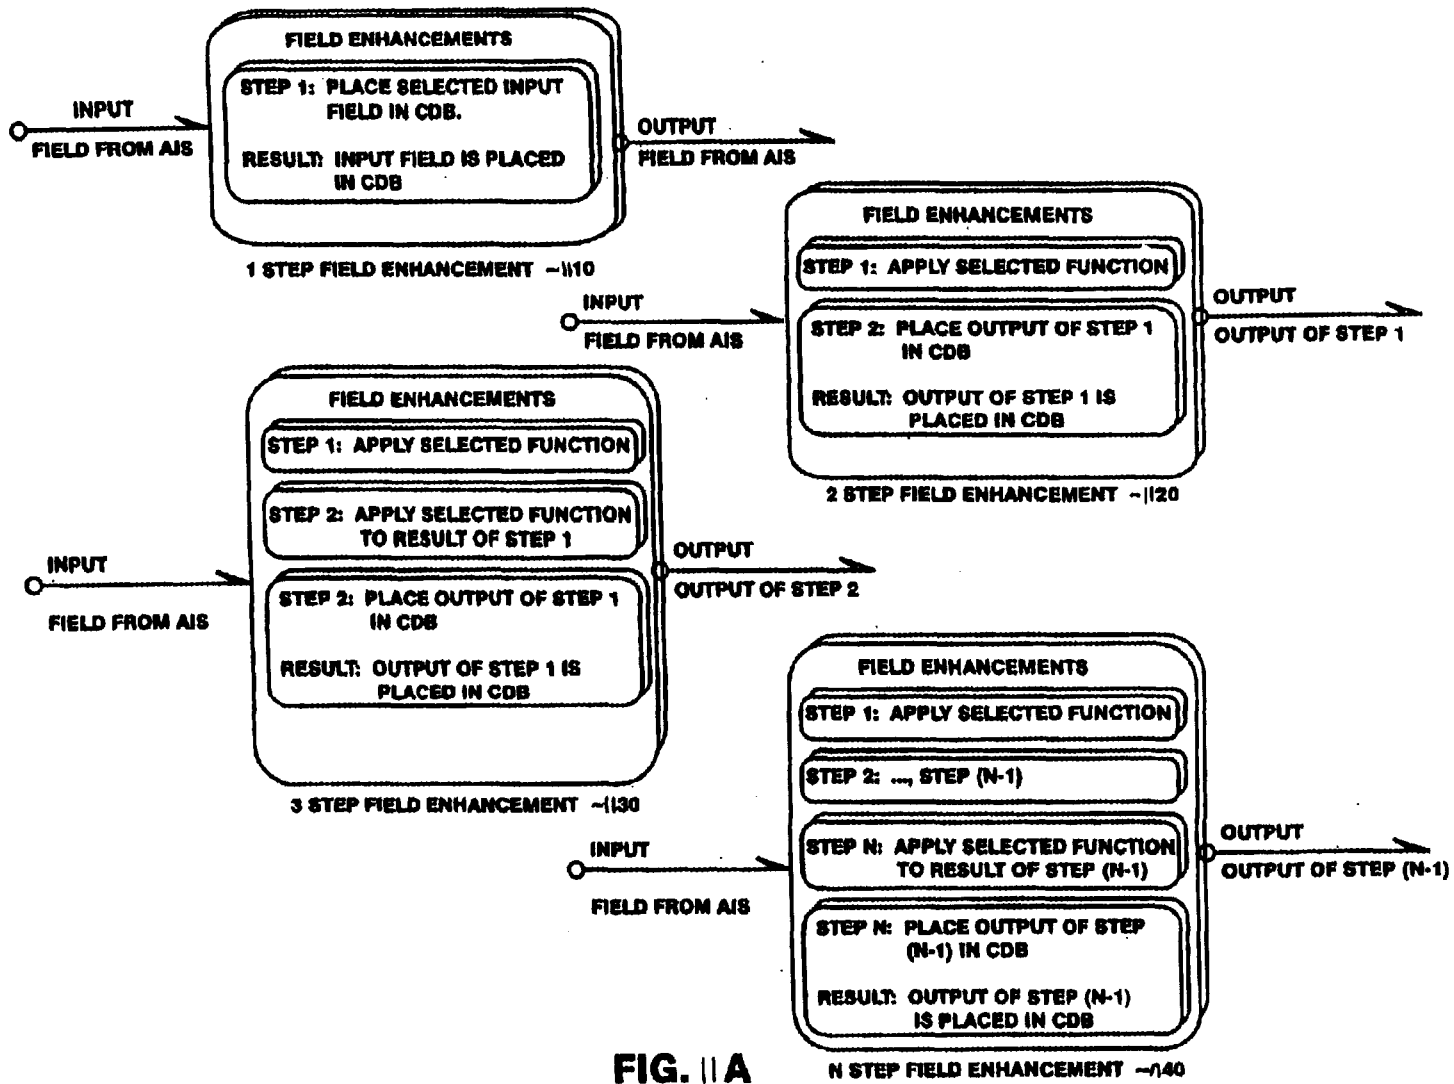 FIELD ENHANCEMENTS
STEP 1: PLACE SELECTED INPUT
FIELD IN CDB.
RESULT: INPUT FIELD IS PLACED
IN CDB
INPUT
FIELD FROM AIS
OUTPUT
FIELD FROM AIS
1 STEP FIELD ENHANCEMENT ~1110
FIELD ENHANCEMENTS
STEP 1: APPLY SELECTED FUNCTION
STEP 2: PLACE OUTPUT OF STEP 1
IN CDB
RESULT: OUTPUT OF STEP 1 IS
PLACED IN CDB
INPUT
FIELD FROM AIS
OUTPUT
OUTPUT OF STEP 1
2 STEP FIELD ENHANCEMENT ~1120
FIELD ENHANCEMENTS
STEP 1: APPLY SELECTED FUNCTION
STEP 2: APPLY SELECTED FUNCTION
TO RESULT OF STEP 1
STEP 2: PLACE OUTPUT OF STEP 1
IN CDB
RESULT: OUTPUT OF STEP 1 IS
PLACED IN CDB
INPUT
FIELD FROM AIS
OUTPUT
OUTPUT OF STEP 2
3 STEP FIELD ENHANCEMENT ~1130
FIELD ENHANCEMENTS
STEP 1: APPLY SELECTED FUNCTION
STEP 2: ..., STEP (N-1)
STEP N: APPLY SELECTED FUNCTION
TO RESULT OF STEP (N-1)
STEP N: PLACE OUTPUT OF STEP
(N-1) IN CDB
RESULT: OUTPUT OF STEP (N-1)
IS PLACED IN CDB
INPUT
FIELD FROM AIS
OUTPUT
OUTPUT OF STEP (N-1)
N STEP FIELD ENHANCEMENT ~1140
FIG. 11A